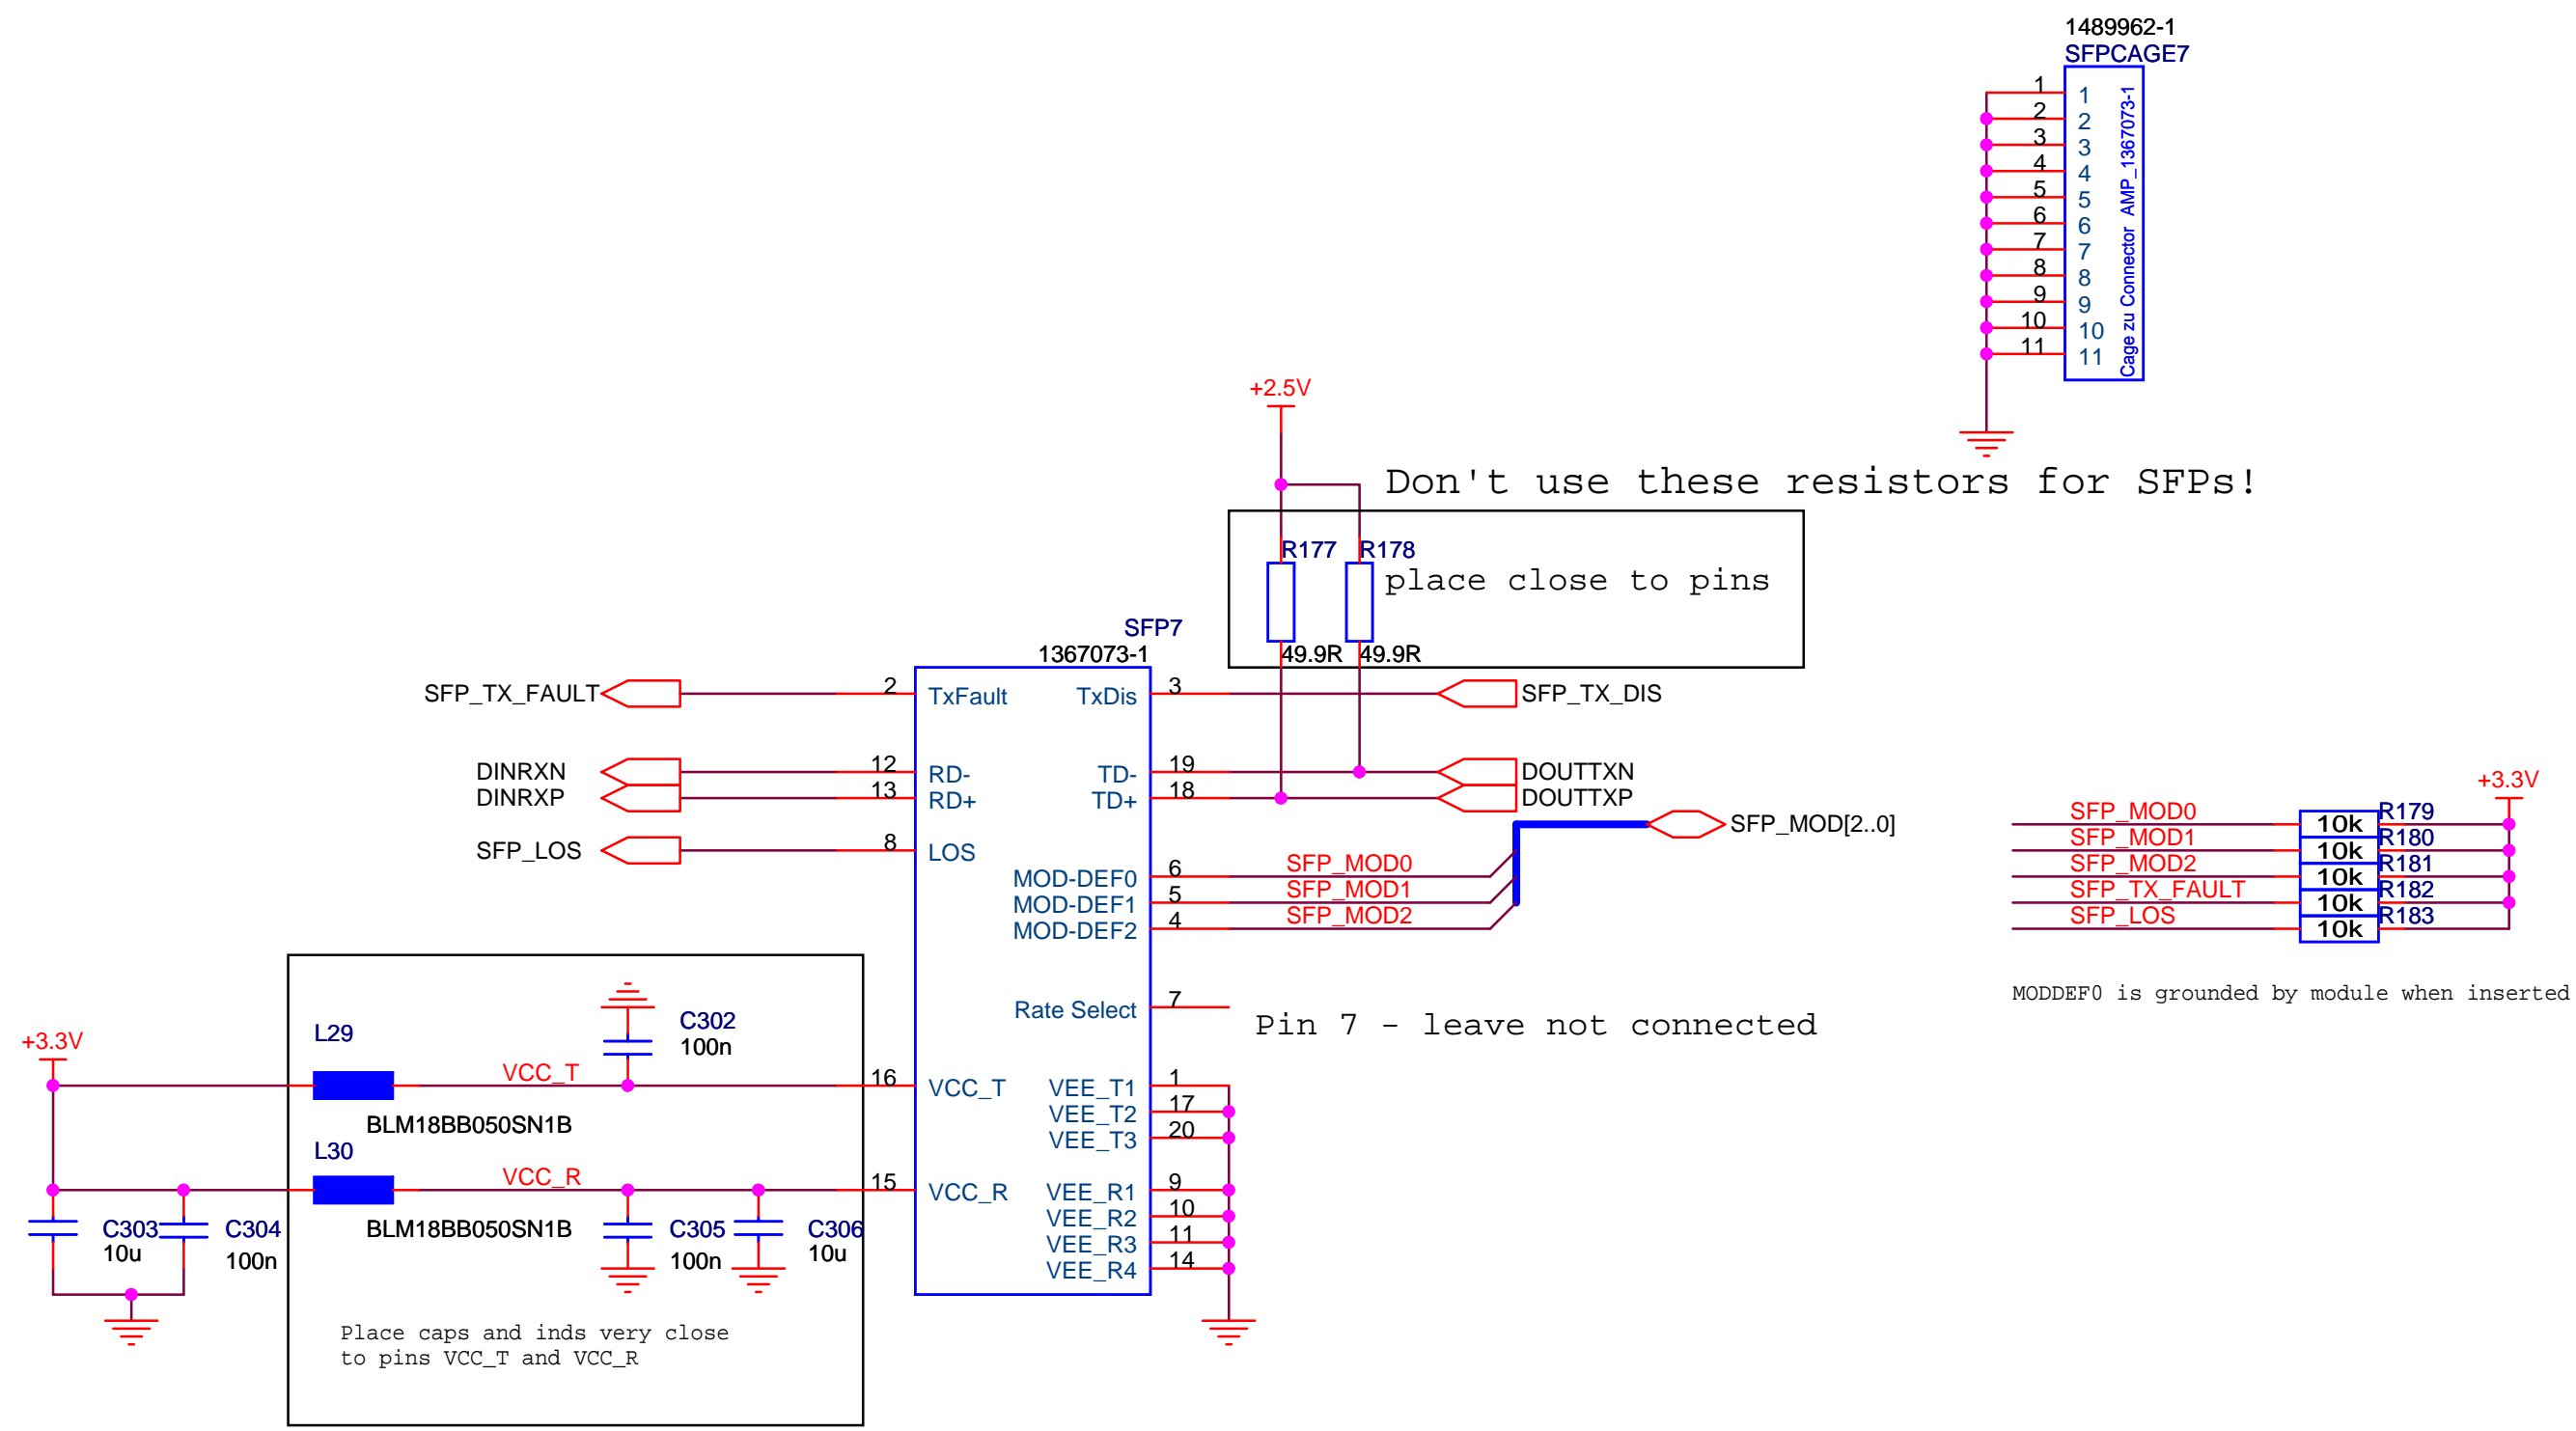 1489962-1
SFPCAGE7
1 1
2 2
3 3
4 4
5 5
6 6
7 7
8 8
9 9
10 10
11 11
Cage zu Connector AMP_1367073-1
+2.5V
Don't use these resistors for SFPs!
R177 R178
place close to pins
49.9R 49.9R
SFP7
1367073-1
SFP_TX_FAULT 2 TxFault TxDis 3 SFP_TX_DIS
DINRXN 12 RD- TD- 19 DOUTTXN
DINRXP 13 RD+ TD+ 18 DOUTTXP
SFP_MOD[2..0]
SFP_LOS 8 LOS
MOD-DEF0 6 SFP_MOD0
MOD-DEF1 5 SFP_MOD1
MOD-DEF2 4 SFP_MOD2
Rate Select 7
Pin 7 - leave not connected
+3.3V
SFP_MOD0 10k R179
SFP_MOD1 10k R180
SFP_MOD2 10k R181
SFP_TX_FAULT 10k R182
SFP_LOS 10k R183
MODDEF0 is grounded by module when inserted
+3.3V
L29
C302
100n
VCC_T 16 VCC_T
BLM18BB050SN1B
L30
VCC_R 15 VCC_R
BLM18BB050SN1B
C303
10u
C304
100n
C305
100n
C306
10u
VEE_T1 1
VEE_T2 17
VEE_T3 20
VEE_R1 9
VEE_R2 10
VEE_R3 11
VEE_R4 14
Place caps and inds very close
to pins VCC_T and VCC_R